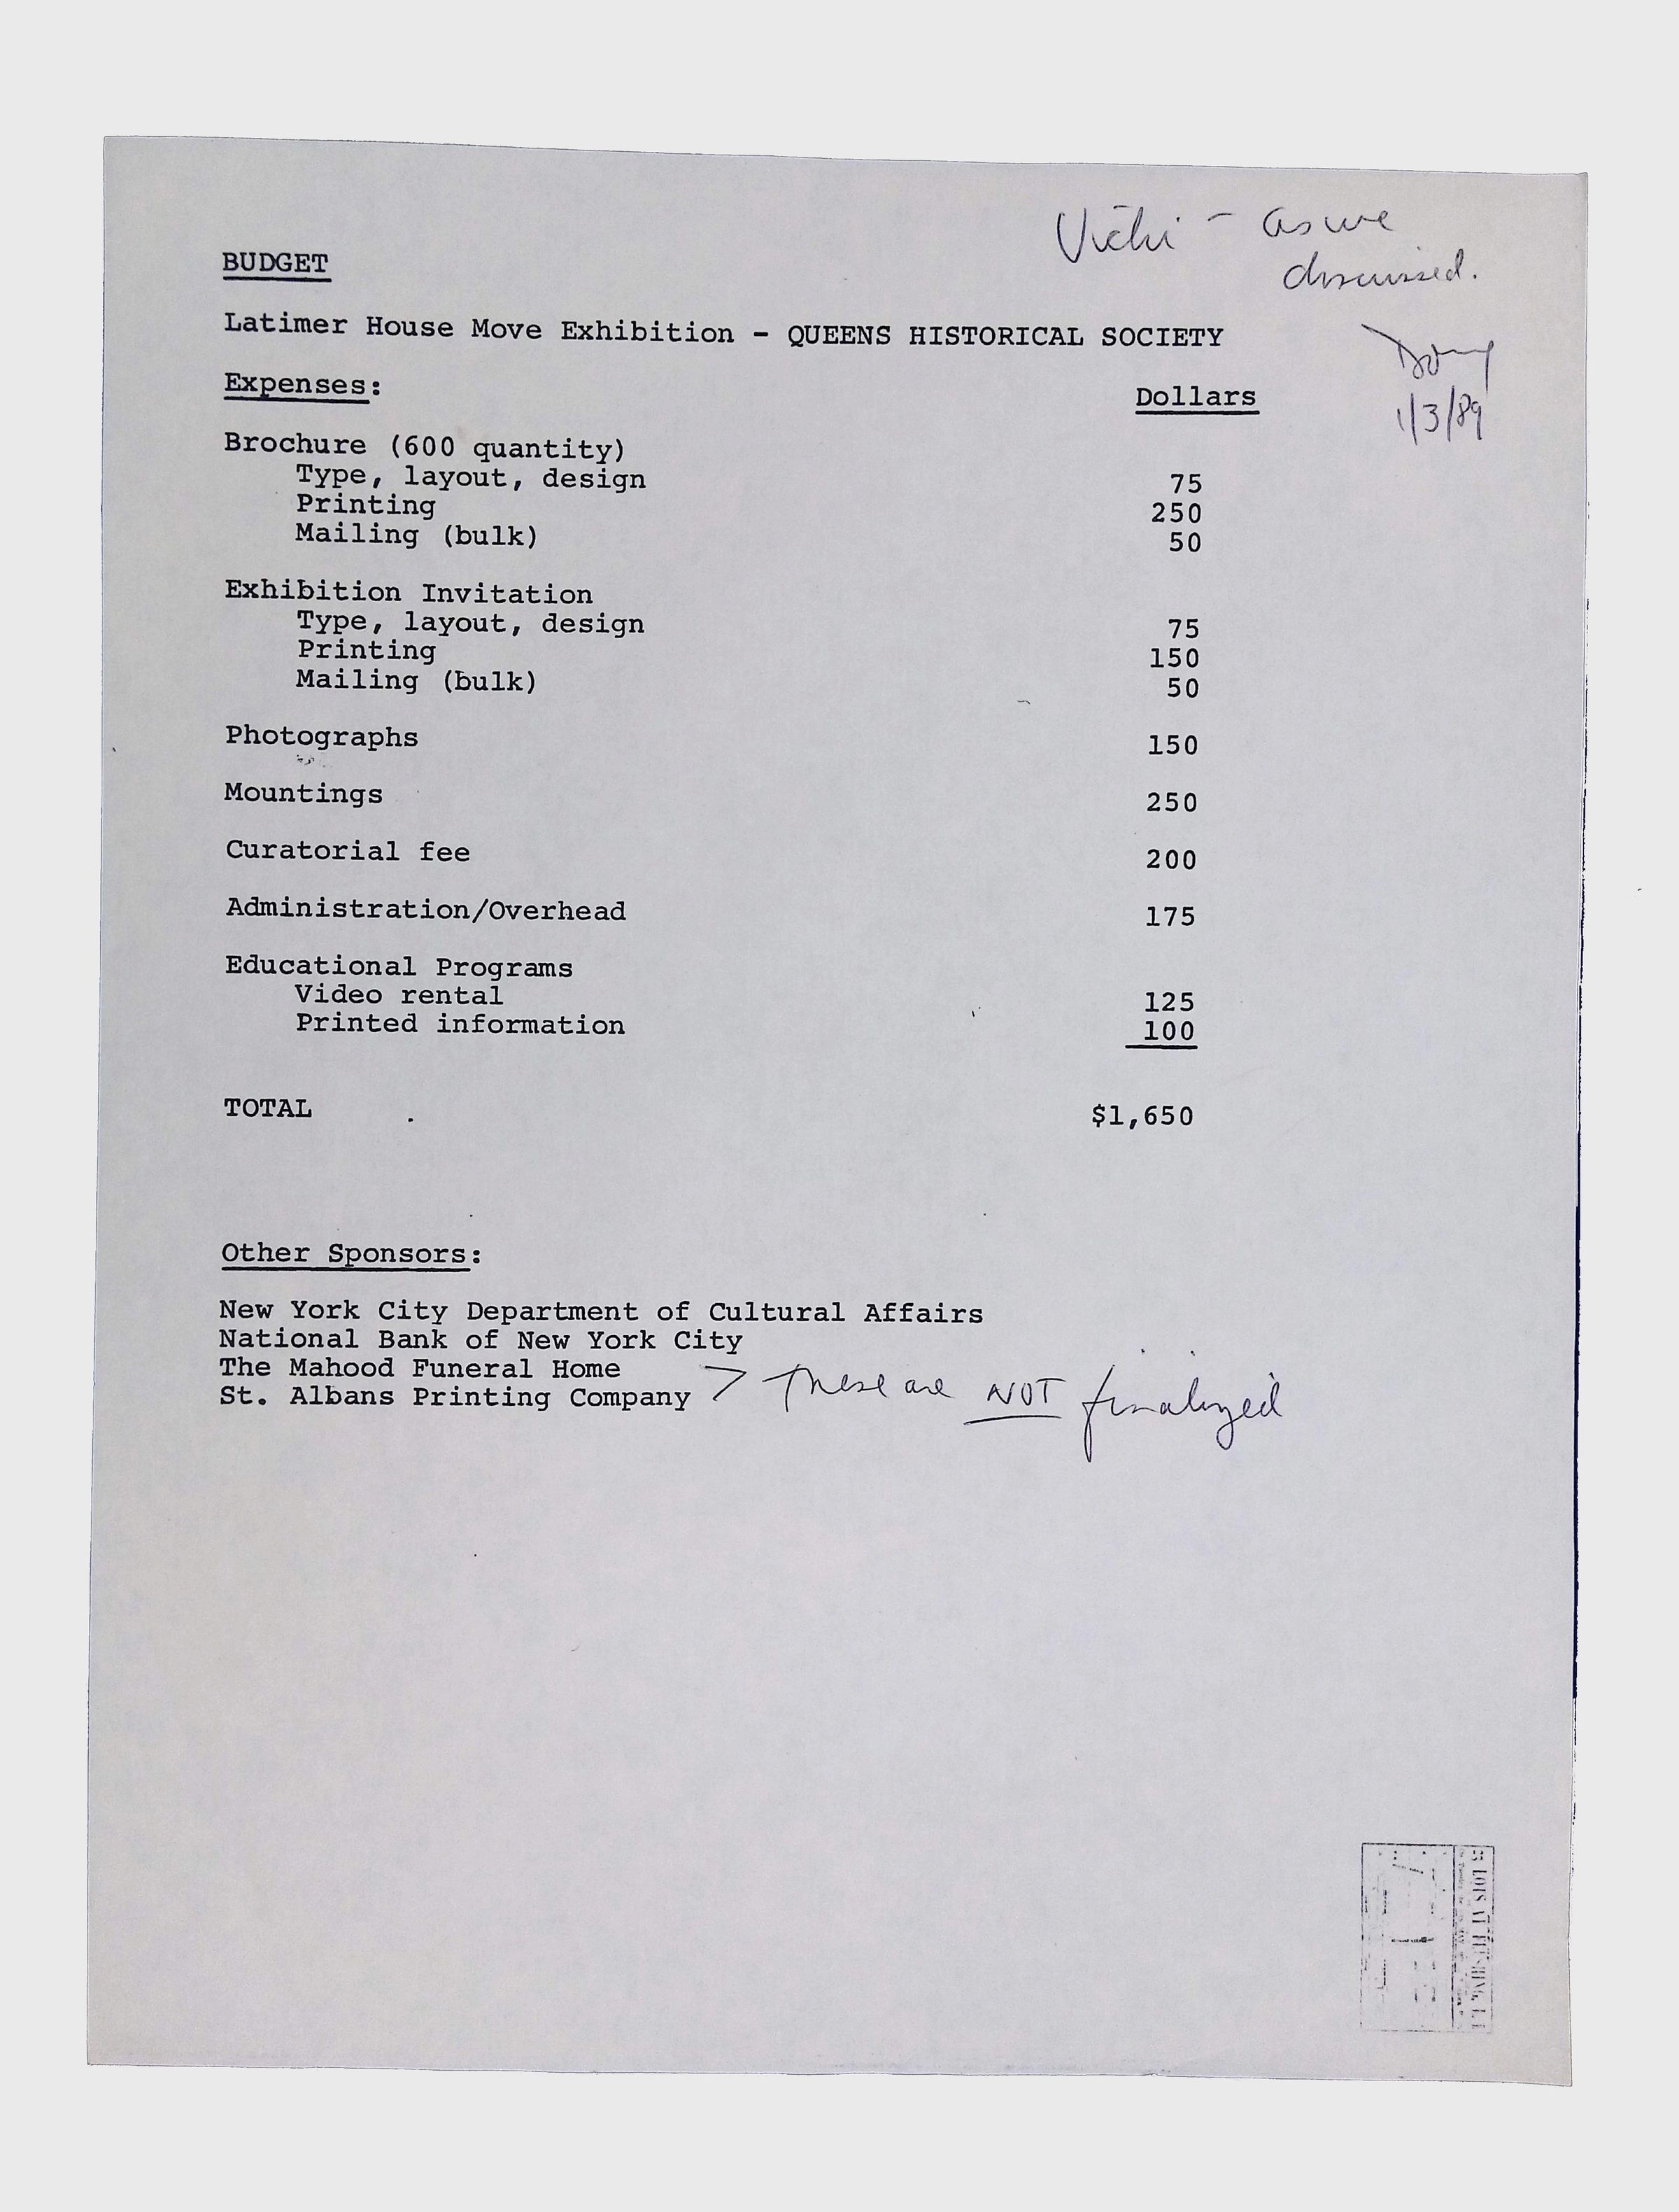 Vicki - as we
discussed.
BUDGET
Latimer House Move Exhibition - QUEENS HISTORICAL SOCIETY
1/3/89
Expenses: Dollars
Brochure (600 quantity)
Type, layout, design 75
Printing 250
Mailing (bulk) 50
Exhibition Invitation
Type, layout, design 75
Printing 150
Mailing (bulk) 50
Photographs 150
Mountings 250
Curatorial fee 200
Administration/Overhead 175
Educational Programs
Video rental 125
Printed information 100
TOTAL $1,650
Other Sponsors:
New York City Department of Cultural Affairs
National Bank of New York City
The Mahood Funeral Home
St. Albans Printing Company > These are NOT finalized
LOTS AT FLUSHING, L.I.